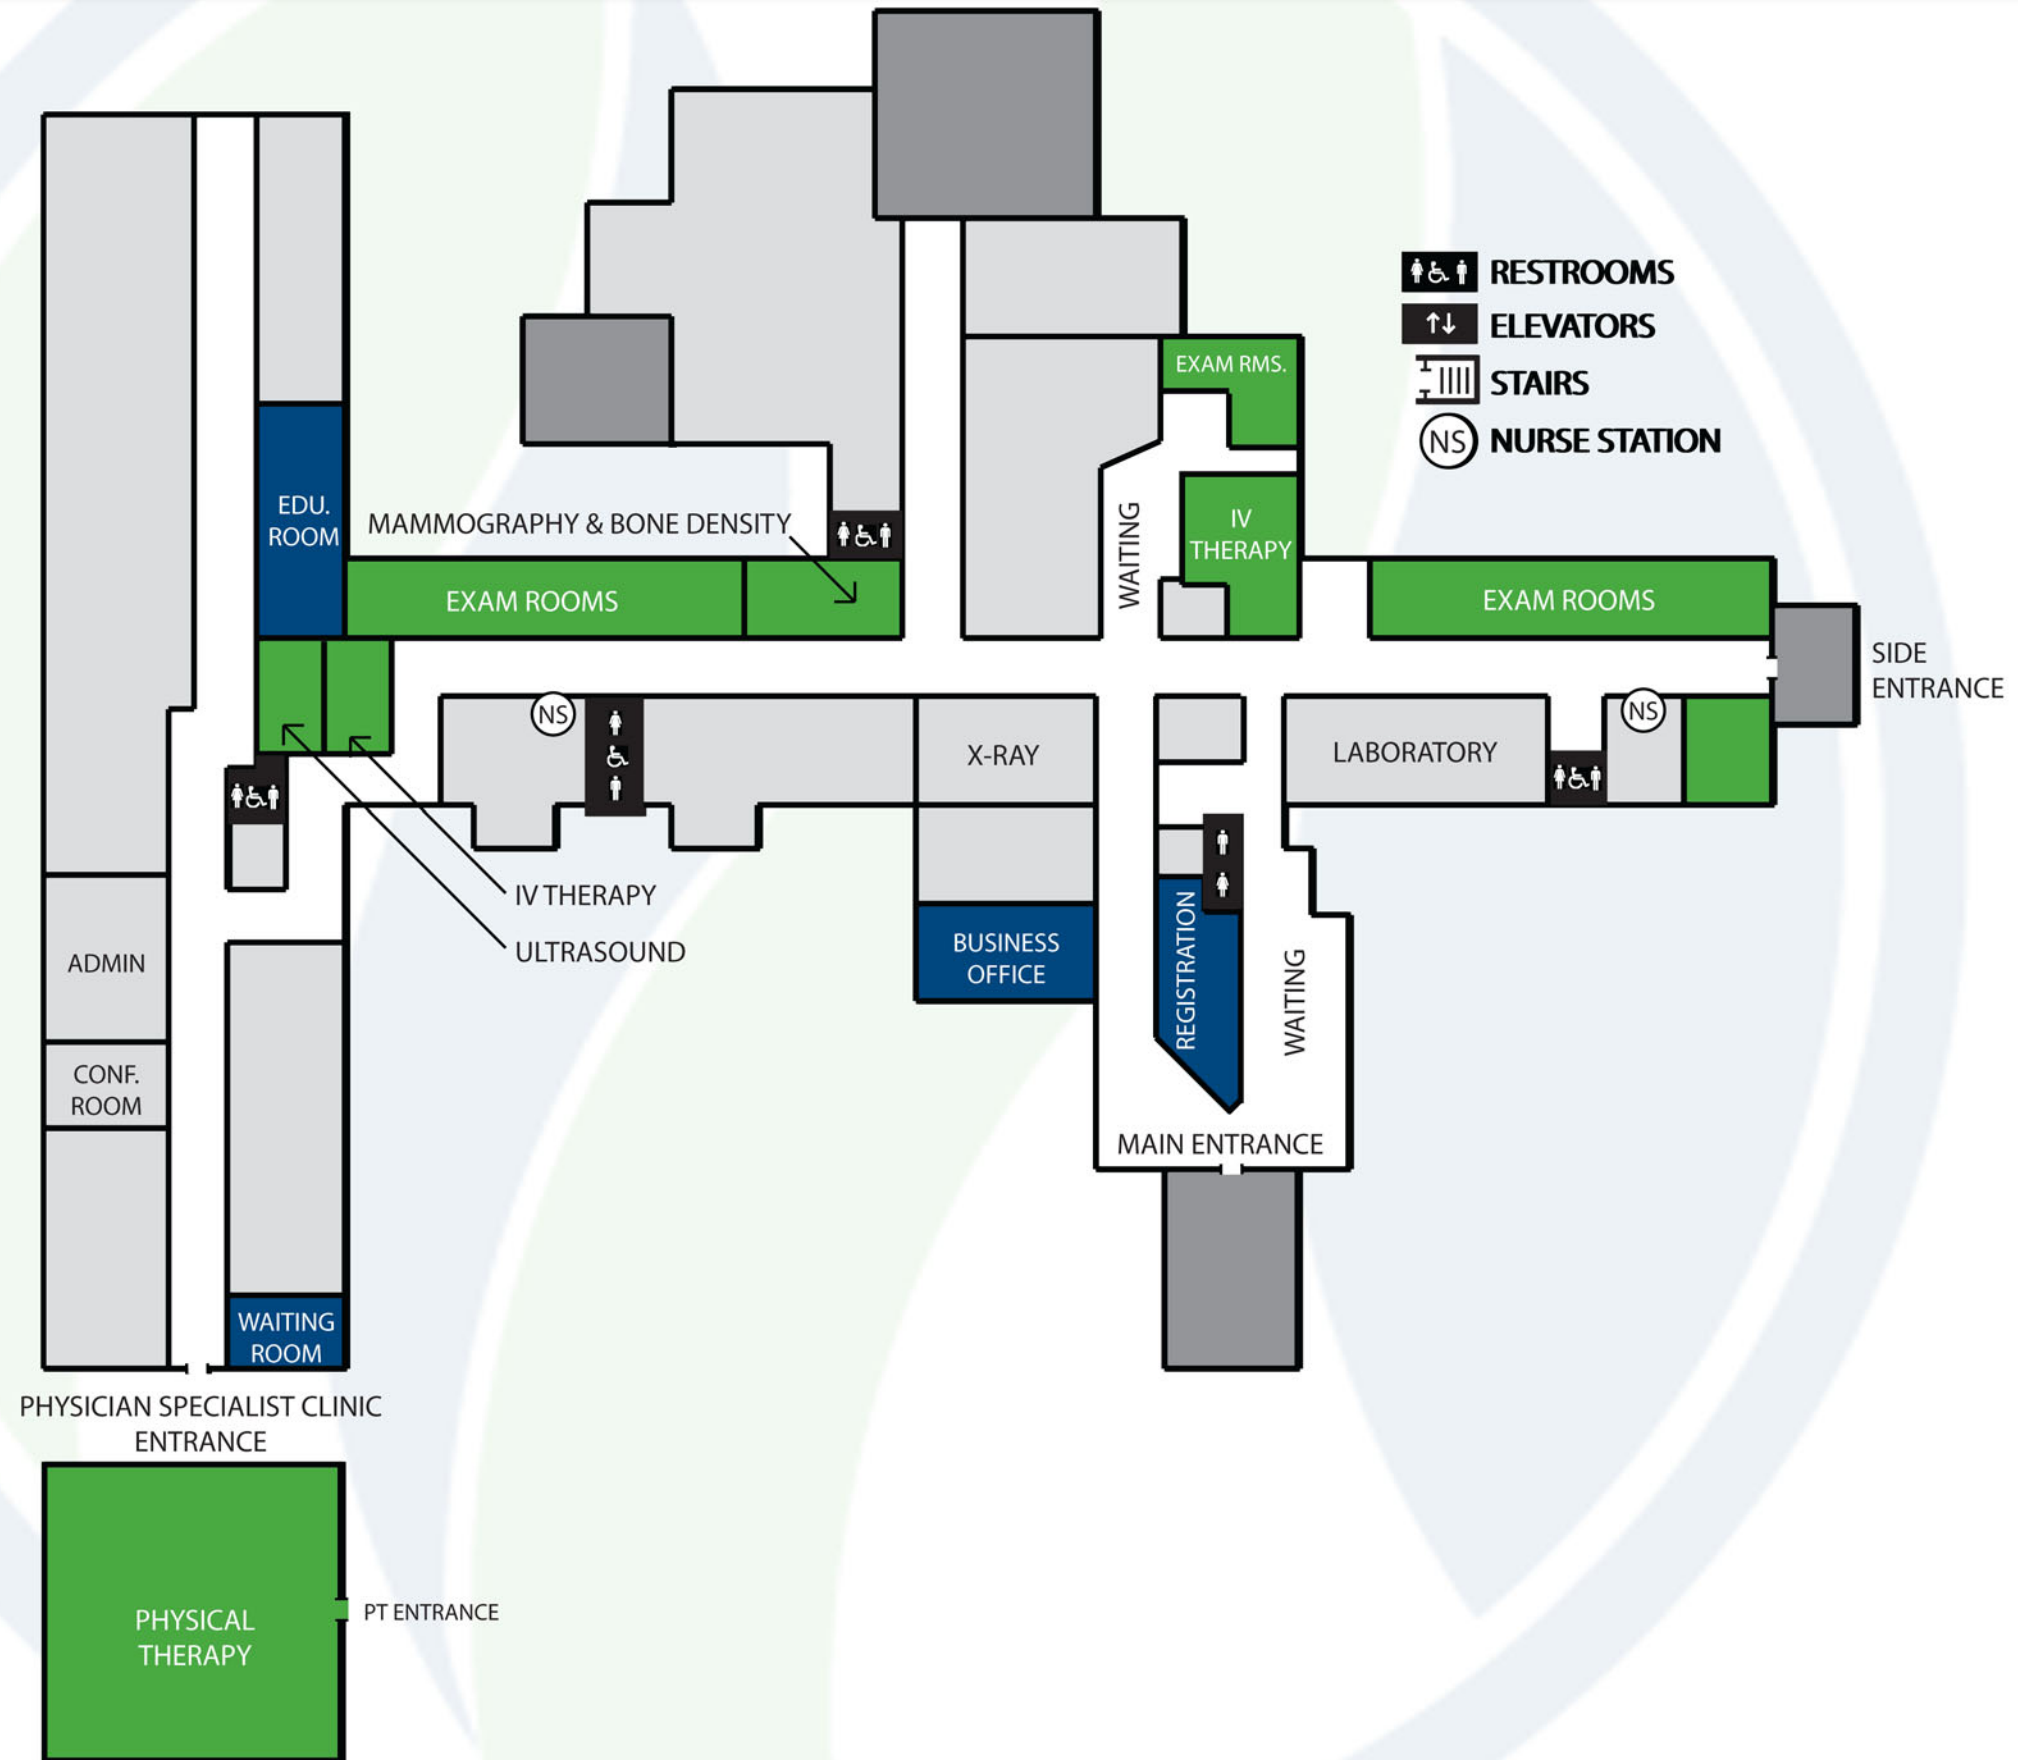 RESTROOMS
ELEVATORS
STAIRS
NS
NURSE STATION
EXAM RMS.
EDU.
ROOM
MAMMOGRAPHY & BONE DENSITY
WAITING
IV
THERAPY
EXAM ROOMS
EXAM ROOMS
SIDE
ENTRANCE
NS
NS
X-RAY
LABORATORY
IV THERAPY
ULTRASOUND
ADMIN
BUSINESS
OFFICE
REGISTRATION
WAITING
CONF.
ROOM
MAIN ENTRANCE
WAITING
ROOM
PHYSICIAN SPECIALIST CLINIC
ENTRANCE
PHYSICAL
THERAPY
PT ENTRANCE